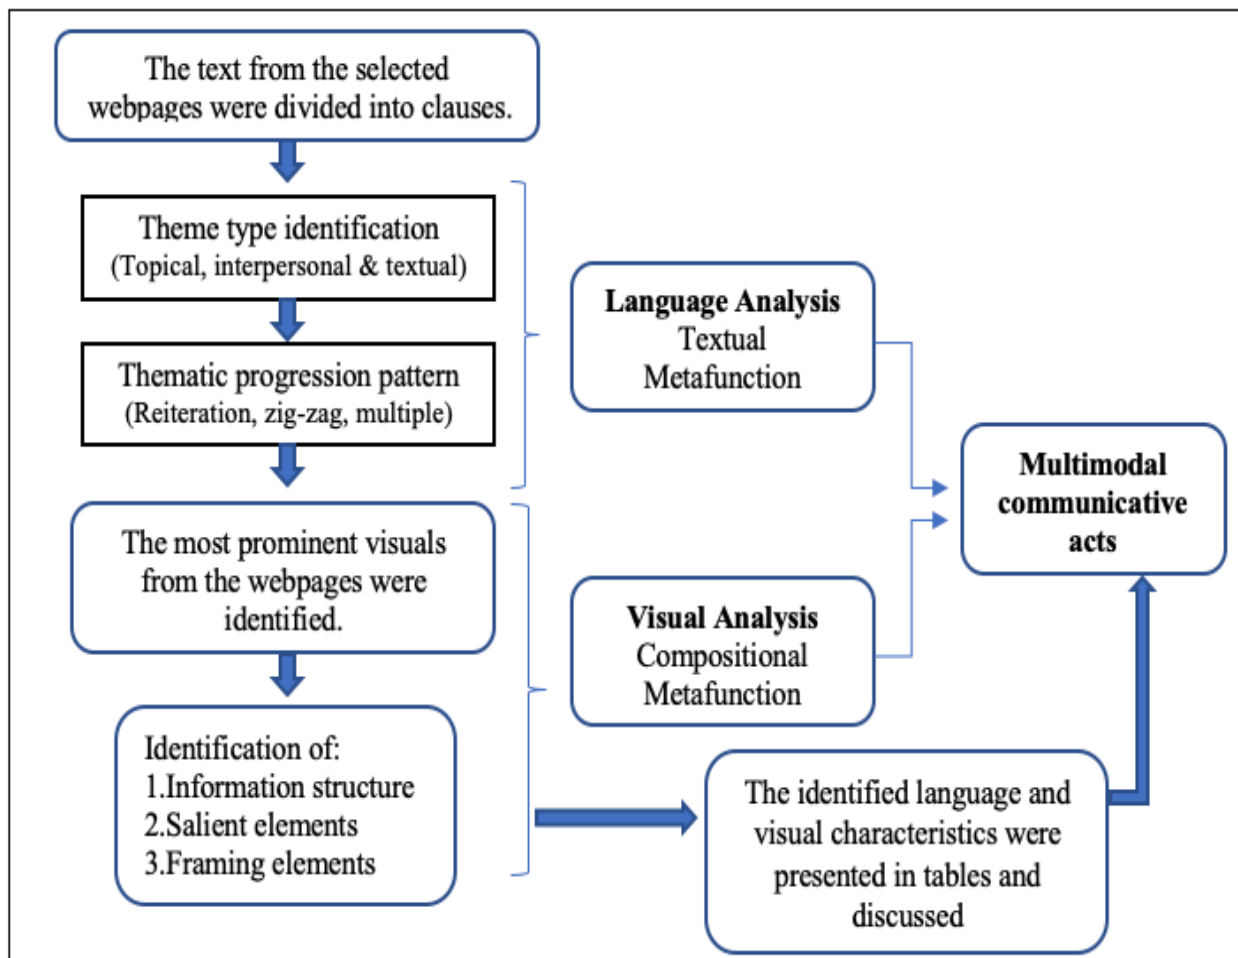 The text from the selected
webpages were divided into clauses.
Theme type identification
(Topical, interpersonal & textual)
Thematic progression pattern
(Reiteration, zig-zag, multiple)
The most prominent visuals
from the webpages were
identified.
Identification of:
1.Information structure
2.Salient elements
3.Framing elements
Language Analysis
Textual
Metafunction
Visual Analysis
Compositional
Metafunction
The identified language and
visual characteristics were
presented in tables and
discussed
Multimodal
communicative
acts